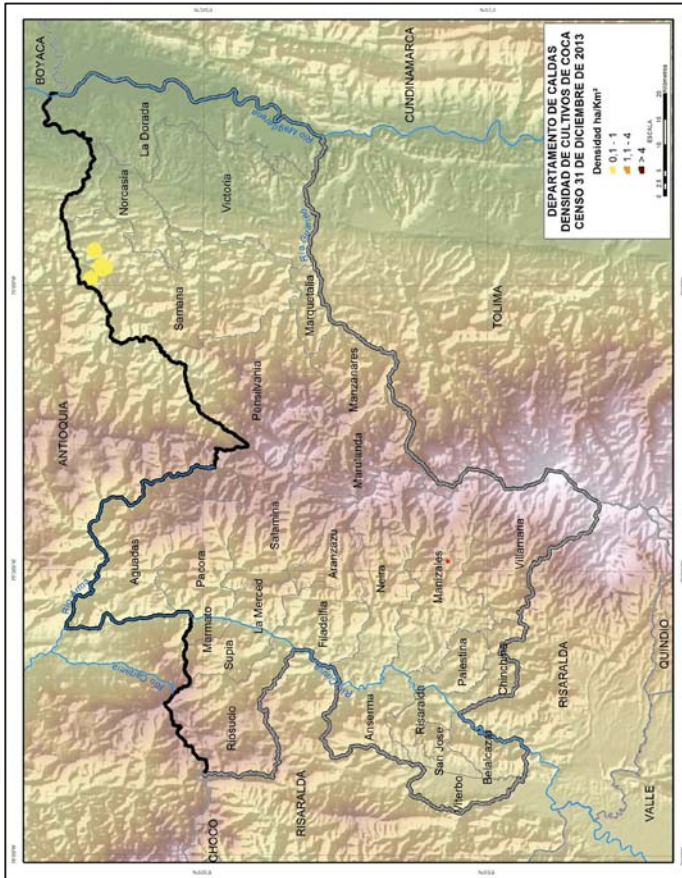 BOYACA
ANTIOQUIA
Norcasia
La Dorada
Río Magdalena
Aguadas
Samana
Victoria
Pacora
Marmato
Supia
Riosucio
CHOCO
La Merced
Salamina
Pensilvania
Marquetalia
Filadelfia
Aranzazu
Marulanda
Manzanares
RISARALDA
Anserma
Neira
CUNDINAMARCA
Risaralda
San Jose
Manizales
Palestina
Viterbo
Belalcazar
Chinchina
Villamaria
TOLIMA
RISARALDA
VALLE
QUINDIO
DEPARTAMENTO DE CALDAS
DENSIDAD DE CULTIVOS DE COCA
CENSO 31 DE DICIEMBRE DE 2013
Densidad ha/Km²
0,1 - 1
1,1 - 4
> 4
ESCALA